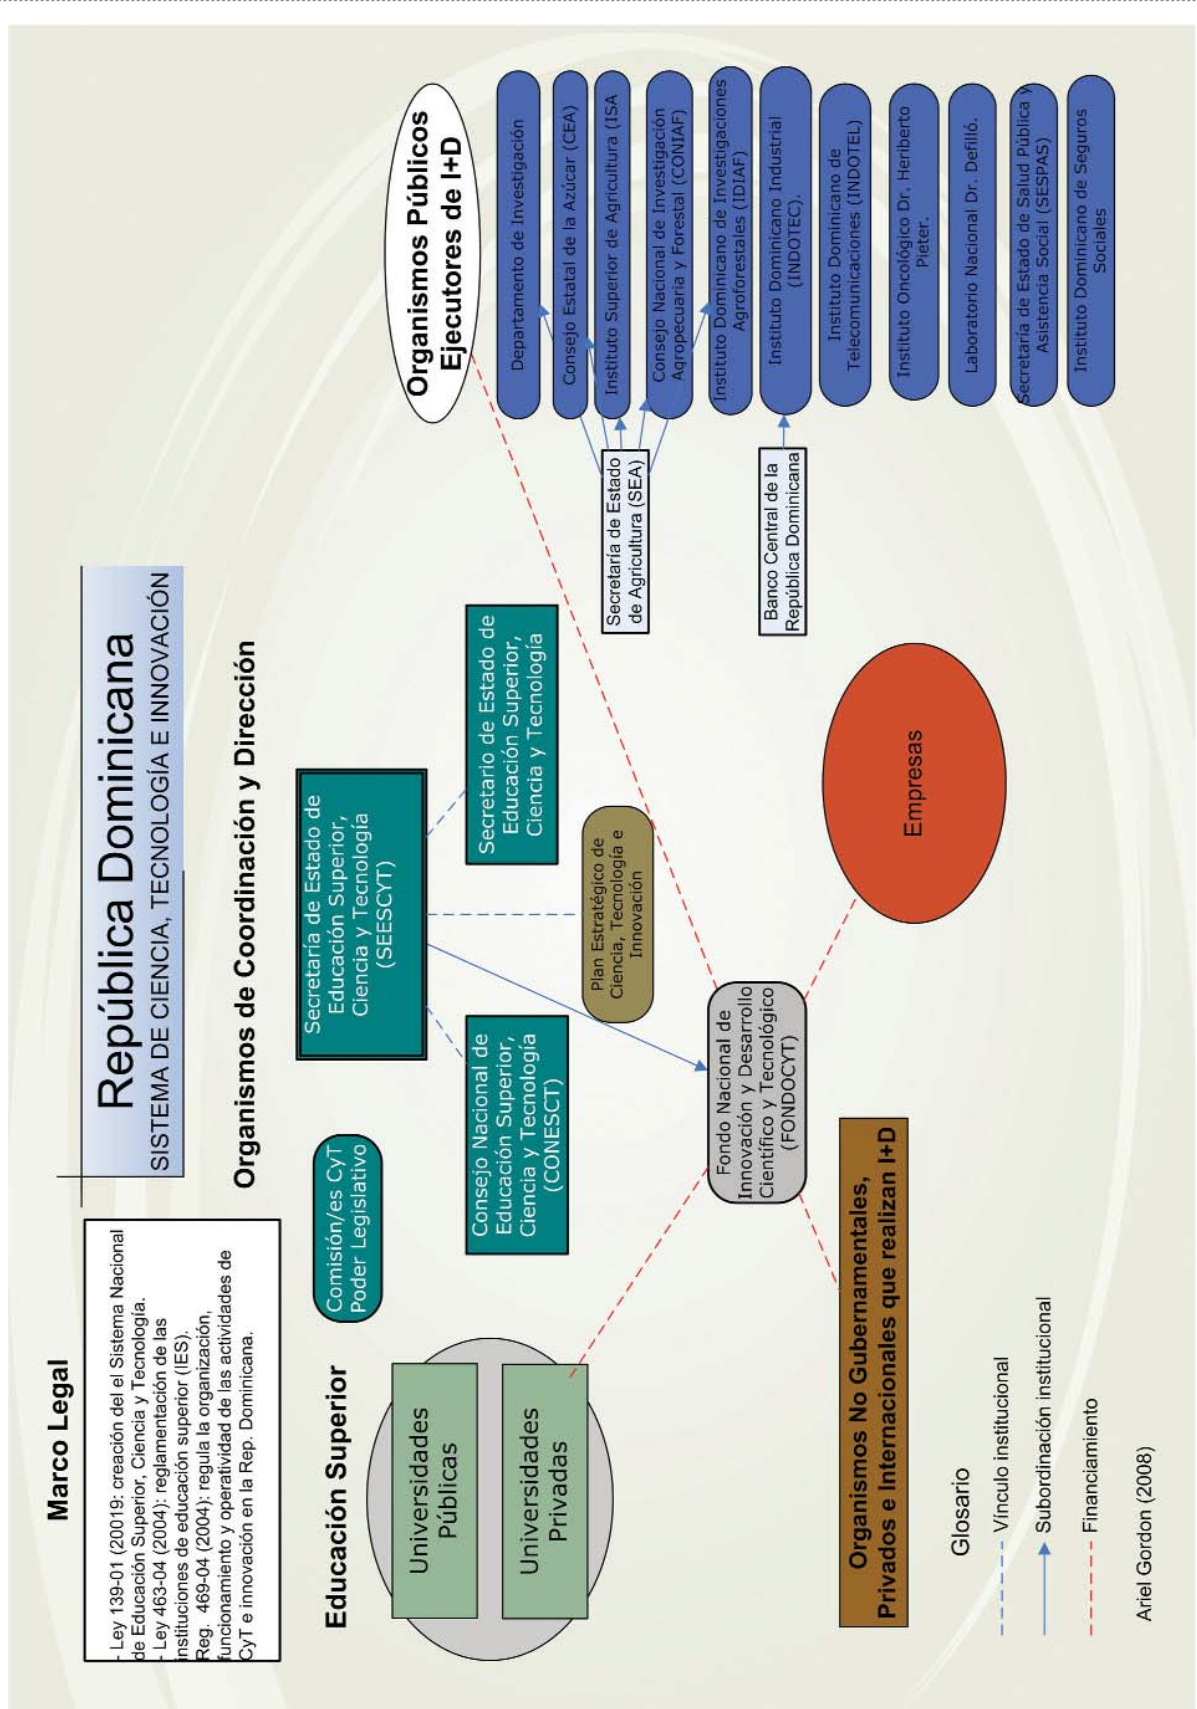 República Dominicana
SISTEMA DE CIENCIA, TECNOLOGÍA E INNOVACIÓN
Marco Legal
- Ley 139-01 (20019: creación del el Sistema Nacional
de Educación Superior, Ciencia y Tecnología.
- Ley 463-04 (2004): reglamentación de las
instituciones de educación superior (IES).
Reg. 469-04 (2004): regula la organización,
funcionamiento y operatividad de las actividades de
CyT e innovación en la Rep. Dominicana.
Organismos de Coordinación y Dirección
Comisión/es CyT
Poder Legislativo
Secretaría de Estado de
Educación Superior,
Ciencia y Tecnología
(SEESCYT)
Consejo Nacional de
Educación Superior,
Ciencia y Tecnología
(CONESCT)
Secretario de Estado de
Educación Superior,
Ciencia y Tecnología
Plan Estratégico de
Ciencia, Tecnología e
Innovación
Fondo Nacional de
Innovación y Desarrollo
Científico y Tecnológico
(FONDOCYT)
Educación Superior
Universidades
Públicas
Universidades
Privadas
Organismos No Gubernamentales,
Privados e Internacionales que realizan I+D
Empresas
Organismos Públicos
Ejecutores de I+D
Departamento de Investigación
Consejo Estatal de la Azúcar (CEA)
Instituto Superior de Agricultura (ISA
Consejo Nacional de Investigación
Agropecuaria y Forestal (CONIAF)
Instituto Dominicano de Investigaciones
Agroforestales (IDIAF)
Instituto Dominicano Industrial
(INDOTEC).
Instituto Dominicano de
Telecomunicaciones (INDOTEL)
Instituto Oncológico Dr. Heriberto
Pieter.
Laboratorio Nacional Dr. Defilló.
Secretaría de Estado de Salud Pública y
Asistencia Social (SESPAS)
Instituto Dominicano de Seguros
Sociales
Secretaría de Estado
de Agricultura (SEA)
Banco Central de la
República Dominicana
Glosario
Vínculo institucional
Subordinación institucional
Financiamiento
Ariel Gordon (2008)